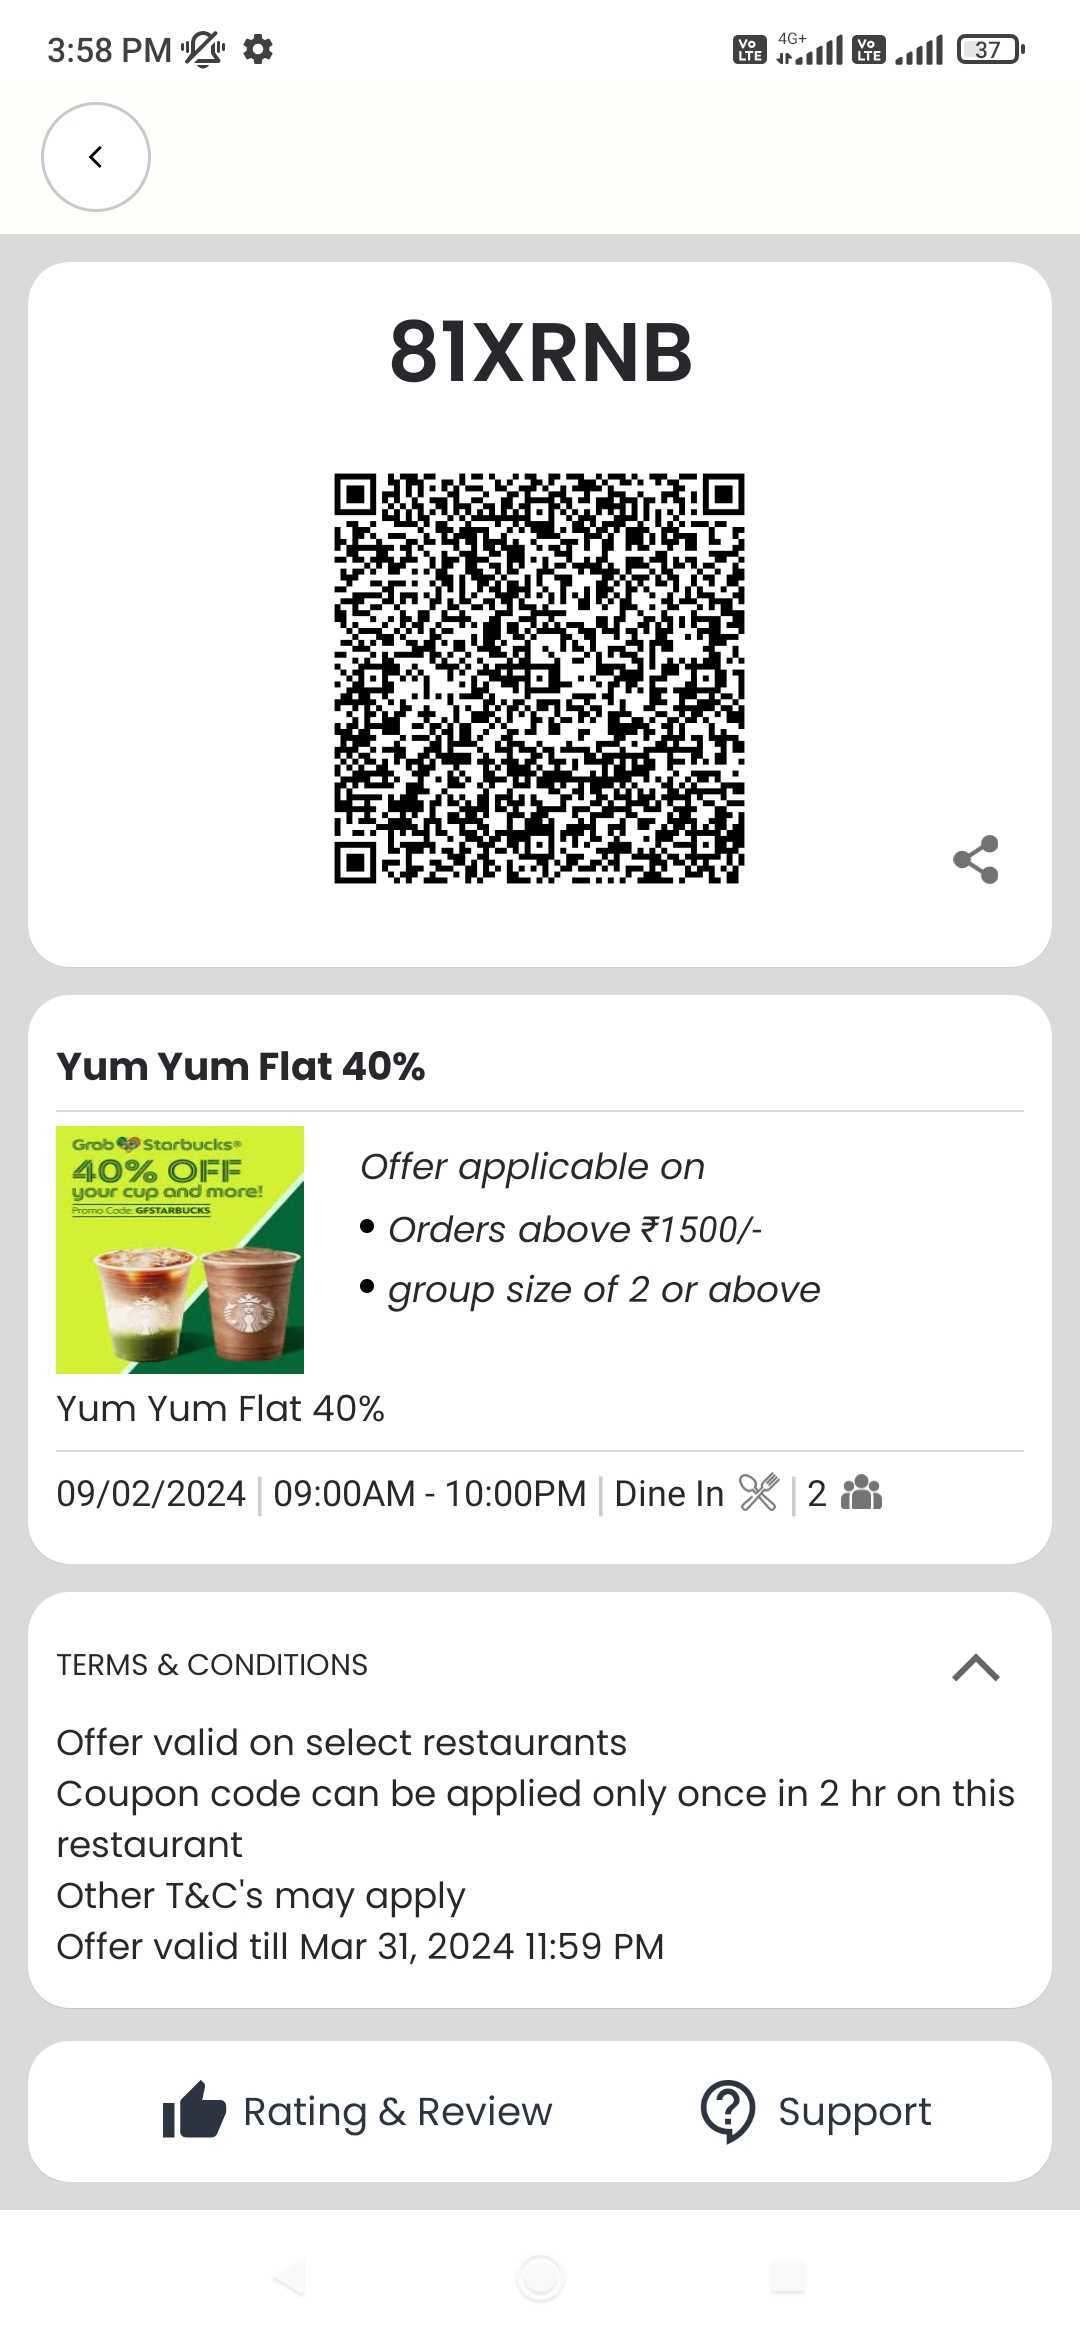 3:58 PM
Vo LTE 4G+ Vo LTE 37
81XRNB
Yum Yum Flat 40%
Grab Starbucks®
40% OFF
your cup and more!
Promo Code: GFSTARBUCKS
Offer applicable on
• Orders above ₹1500/-
• group size of 2 or above
Yum Yum Flat 40%
09/02/2024 | 09:00AM - 10:00PM | Dine In | 2
TERMS & CONDITIONS
Offer valid on select restaurants
Coupon code can be applied only once in 2 hr on this
restaurant
Other T&C's may apply
Offer valid till Mar 31, 2024 11:59 PM
Rating & Review
Support